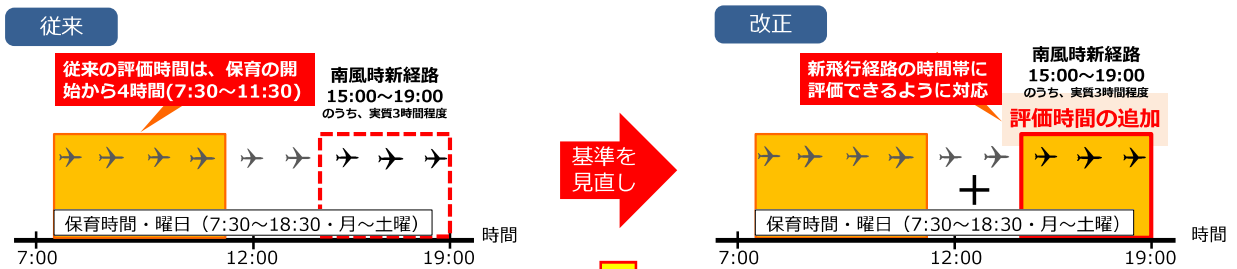 従来
従来の評価時間は、保育の開
始から4時間(7:30～11:30)
南風時新経路
15:00～19:00
のうち、実質3時間程度
保育時間・曜日（7:30～18:30・月～土曜）
時間
7:00
12:00
19:00
基準を
見直し
改正
新飛行経路の時間帯に
評価できるように対応
南風時新経路
15:00～19:00
のうち、実質3時間程度
評価時間の追加
＋
保育時間・曜日（7:30～18:30・月～土曜）
時間
7:00
12:00
19:00